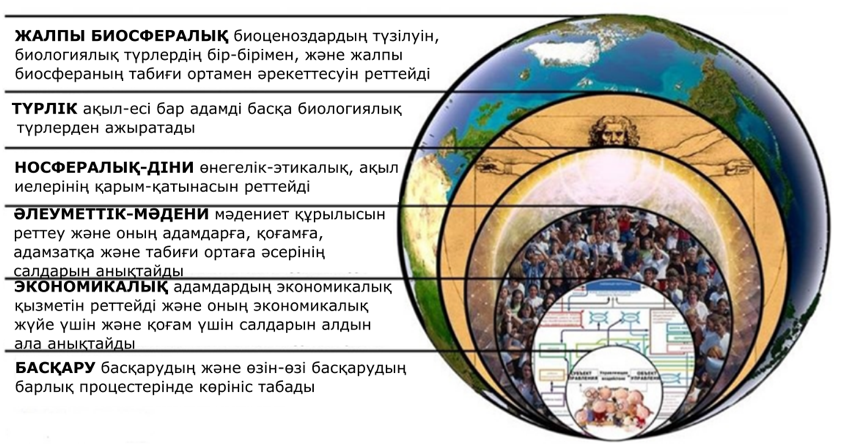 ЖАЛПЫ БИОСФЕРАЛЫҚ биоценоздардың түзілуін,
биологиялық түрлердің бір-бірімен, және жалпы
биосфераның табиғи ортамен әрекеттесуін реттейді
ТҮРЛІК ақыл-есі бар адамді басқа биологиялық
түрлерден ажыратады
НОСФЕРАЛЫҚ-ДІНИ өнегелік-этикалық, ақыл
иелерінің қарым-қатынасын реттейді
ӘЛЕУМЕТТІК-МӘДЕНИ мәдениет құрылысын
реттеу және оның адамдарға, қоғамға,
адамзатқа және табиғи ортаға әсерінің
салдарын анықтайды
ЭКОНОМИКАЛЫҚ адамдардың экономикалық
қызметін реттейді және оның экономикалық
жүйе үшін және қоғам үшін салдарын алдын
ала анықтайды
БАСҚАРУ басқарудың және өзін-өзі басқарудың
барлық процестерінде көрініс табады